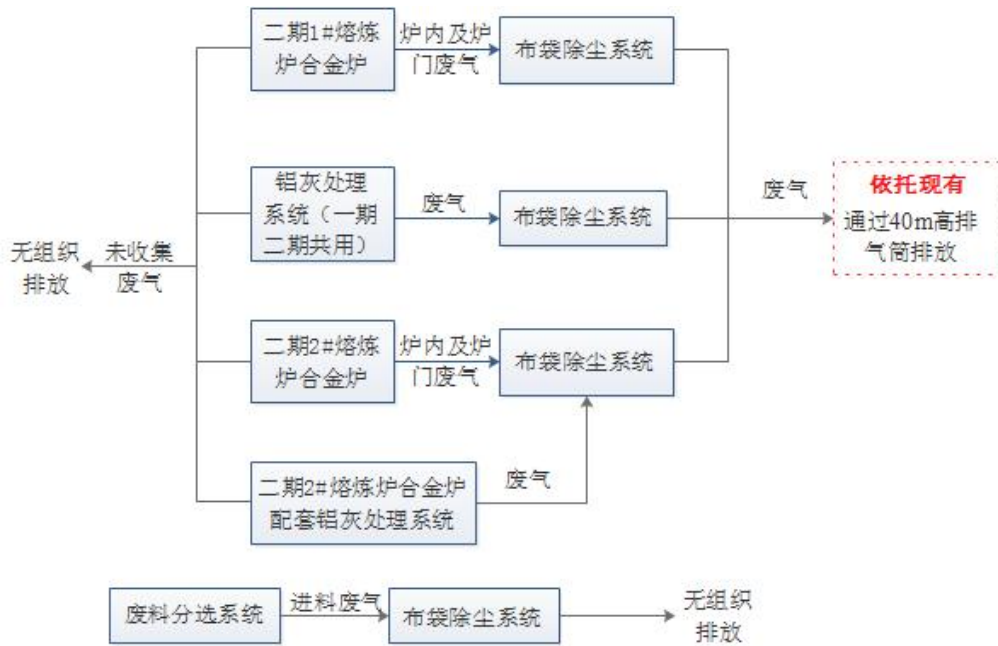 二期1#熔炼
炉合金炉
炉内及炉
门废气
布袋除尘系统
铝灰处理
系统（一期
二期共用）
废气
布袋除尘系统
废气
依托现有
通过40m高排
气筒排放
无组织
排放
未收集
废气
二期2#熔炼
炉合金炉
炉内及炉
门废气
布袋除尘系统
二期2#熔炼炉合金炉
配套铝灰处理系统
废气
废料分选系统
进料废气
布袋除尘系统
无组织
排放